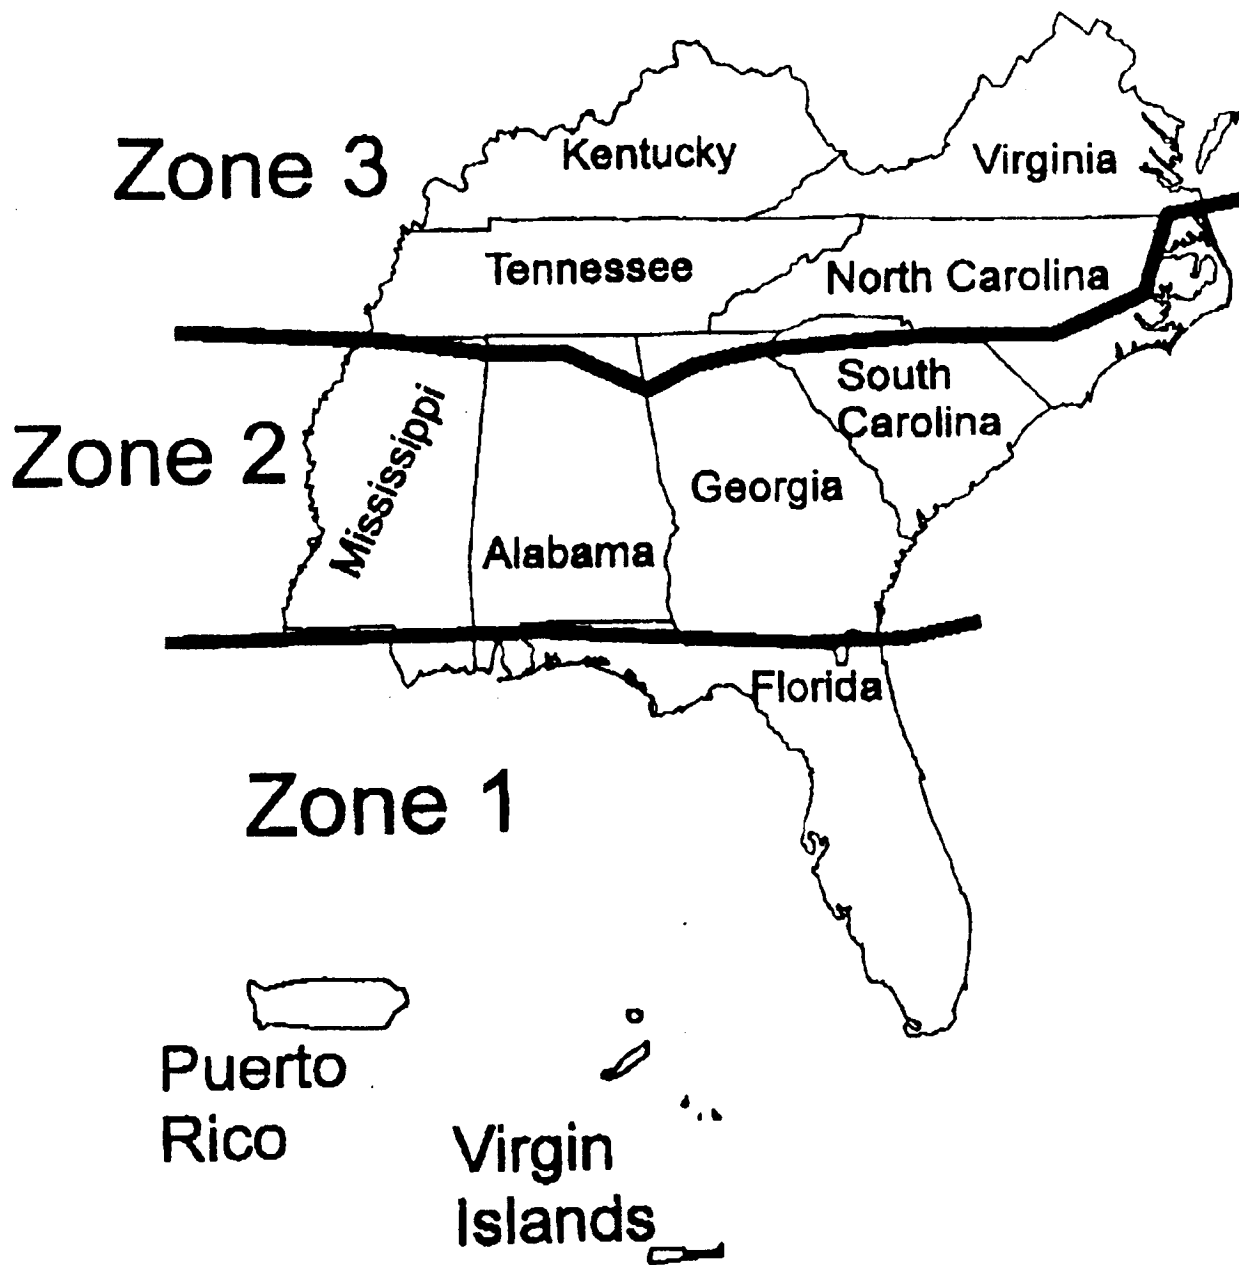 Zone 3
Kentucky
Virginia
Tennessee
North Carolina
Zone 2
Mississippi
South
Carolina
Georgia
Alabama
Florida
Zone 1
Puerto
Rico
Virgin
Islands